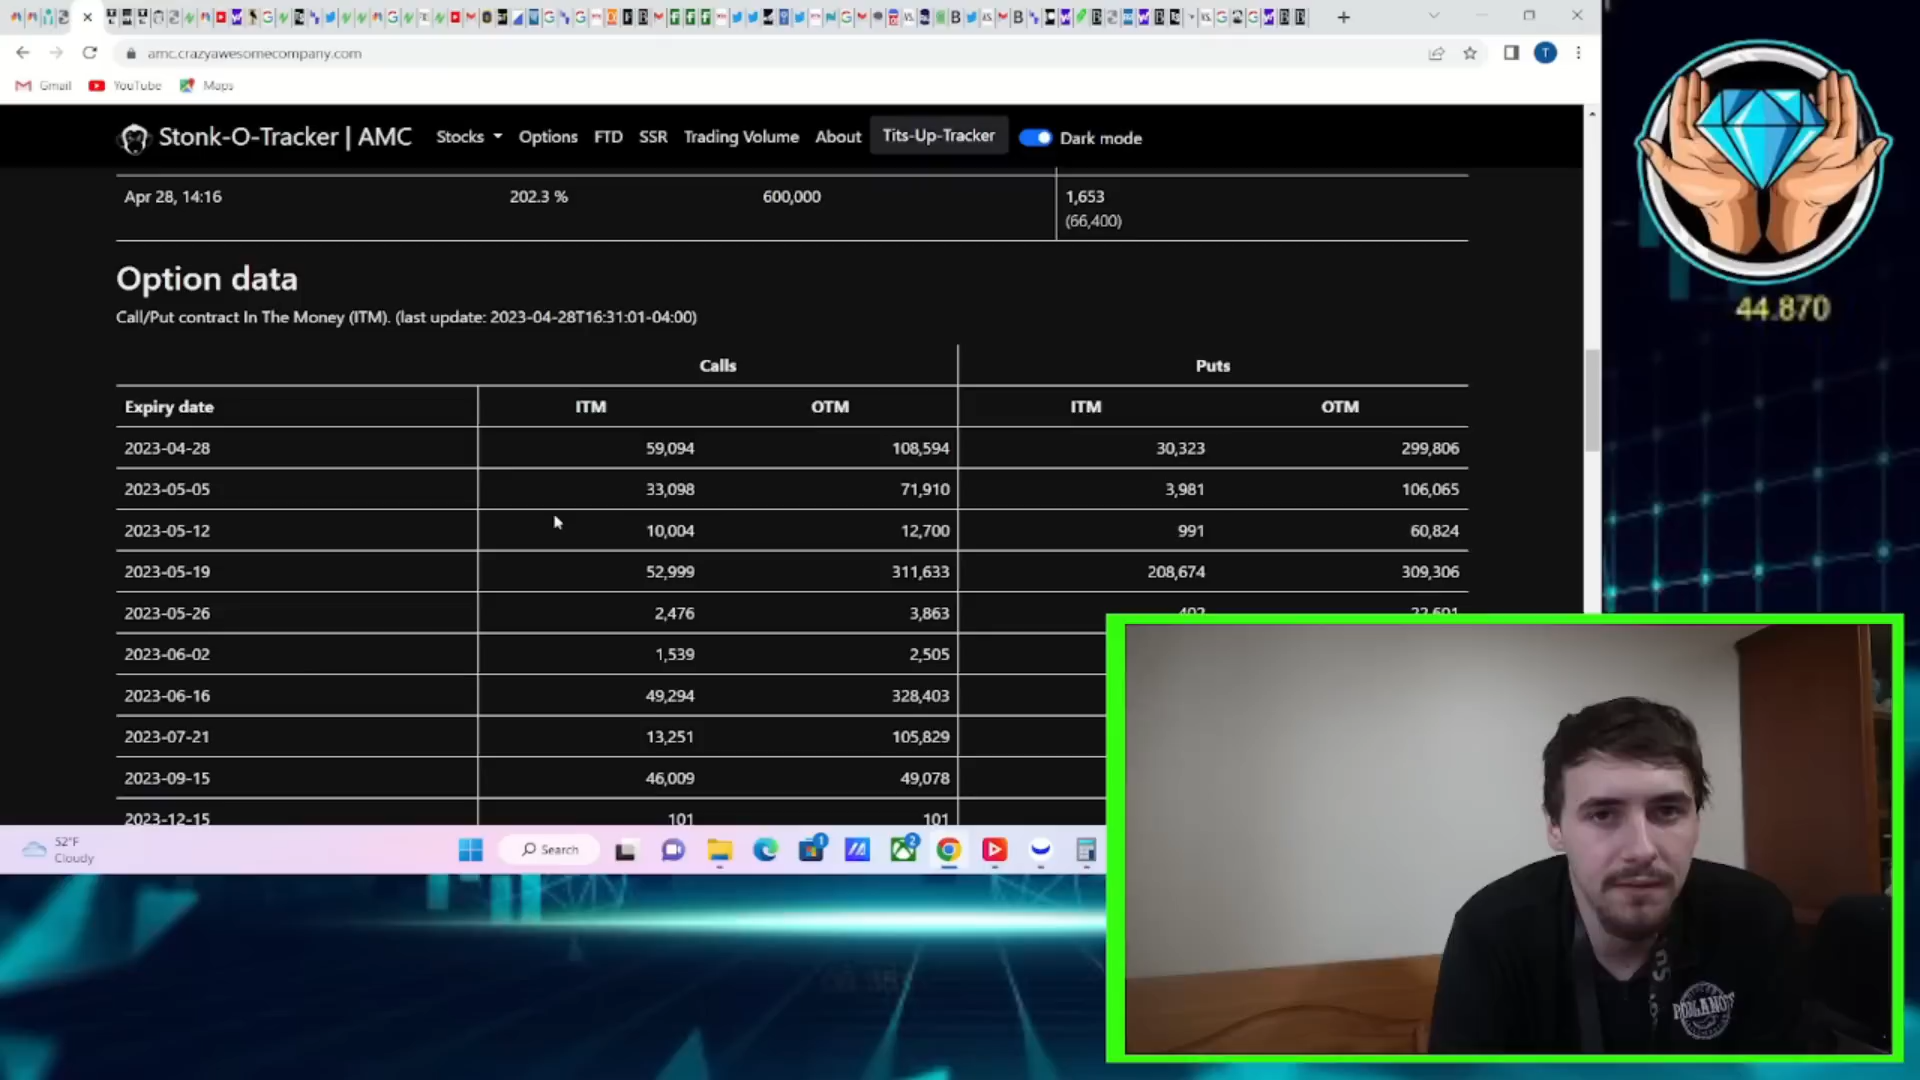 amc.crazyawesomecompany.com
Gmail YouTube Maps
T
Stonk-O-Tracker | AMC Stocks Options FTD SSR Trading Volume About Tits-Up-Tracker Dark mode
Apr 28, 14:16 202.3 % 600,000 1,653
(66,400)
44.870
Option data
Call/Put contract In The Money (ITM). (last update: 2023-04-28T16:31:01-04:00)
Calls Puts
Expiry date ITM OTM ITM OTM
2023-04-28 59,094 108,594 30,323 299,806
2023-05-05 33,098 71,910 3,981 106,065
2023-05-12 10,004 12,700 991 60,824
2023-05-19 52,999 311,633 208,674 309,306
2023-05-26 2,476 3,863
2023-06-02 1,539 2,505
2023-06-16 49,294 328,403
2023-07-21 13,251 105,829
2023-09-15 46,009 49,078
2023-12-15 101 101
52°F
Cloudy
Search
1
2